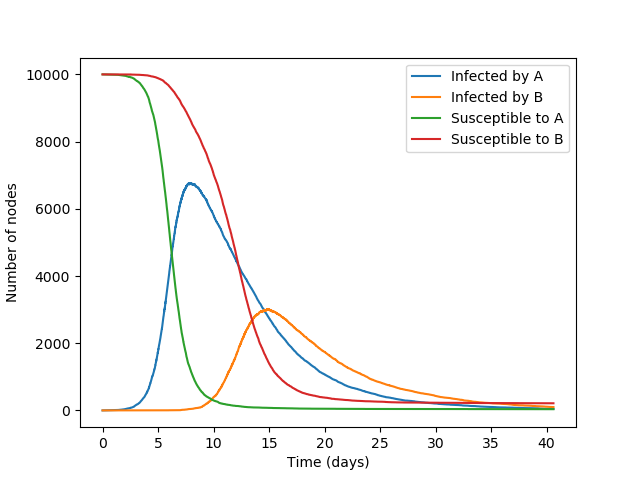 Infected by A
Infected by B
Susceptible to A
Susceptible to B
Number of nodes
10000
8000
6000
4000
2000
0
0 5 10 15 20 25 30 35 40
Time (days)